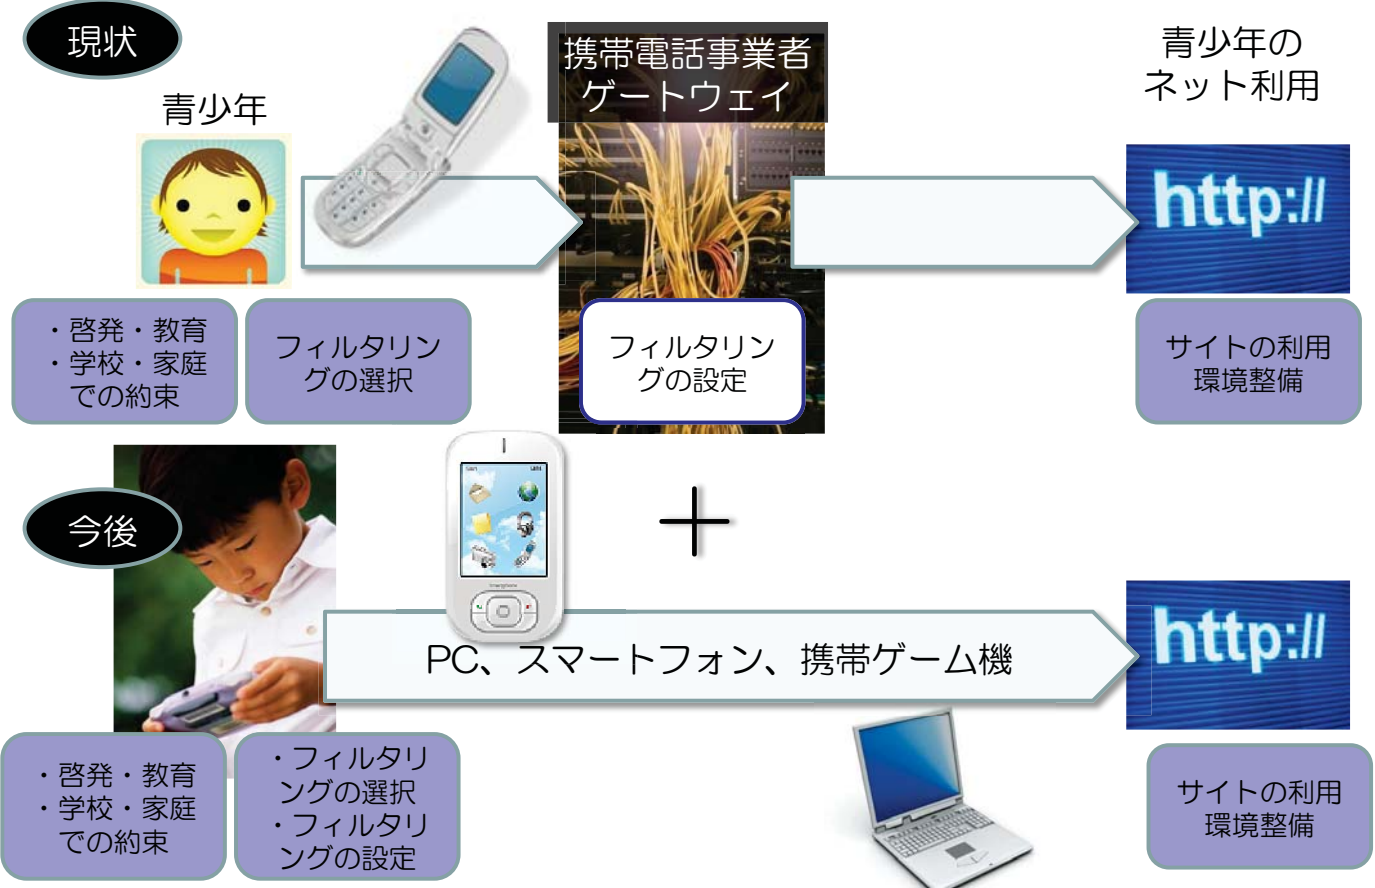 現状
青少年
携帯電話事業者
ゲートウェイ
青少年の
ネット利用
http://
・啓発・教育
・学校・家庭
での約束
フィルタリン
グの選択
フィルタリン
グの設定
サイトの利用
環境整備
今後
+
PC、スマートフォン、携帯ゲーム機
http://
・啓発・教育
・学校・家庭
での約束
・フィルタリ
ングの選択
・フィルタリ
ングの設定
サイトの利用
環境整備